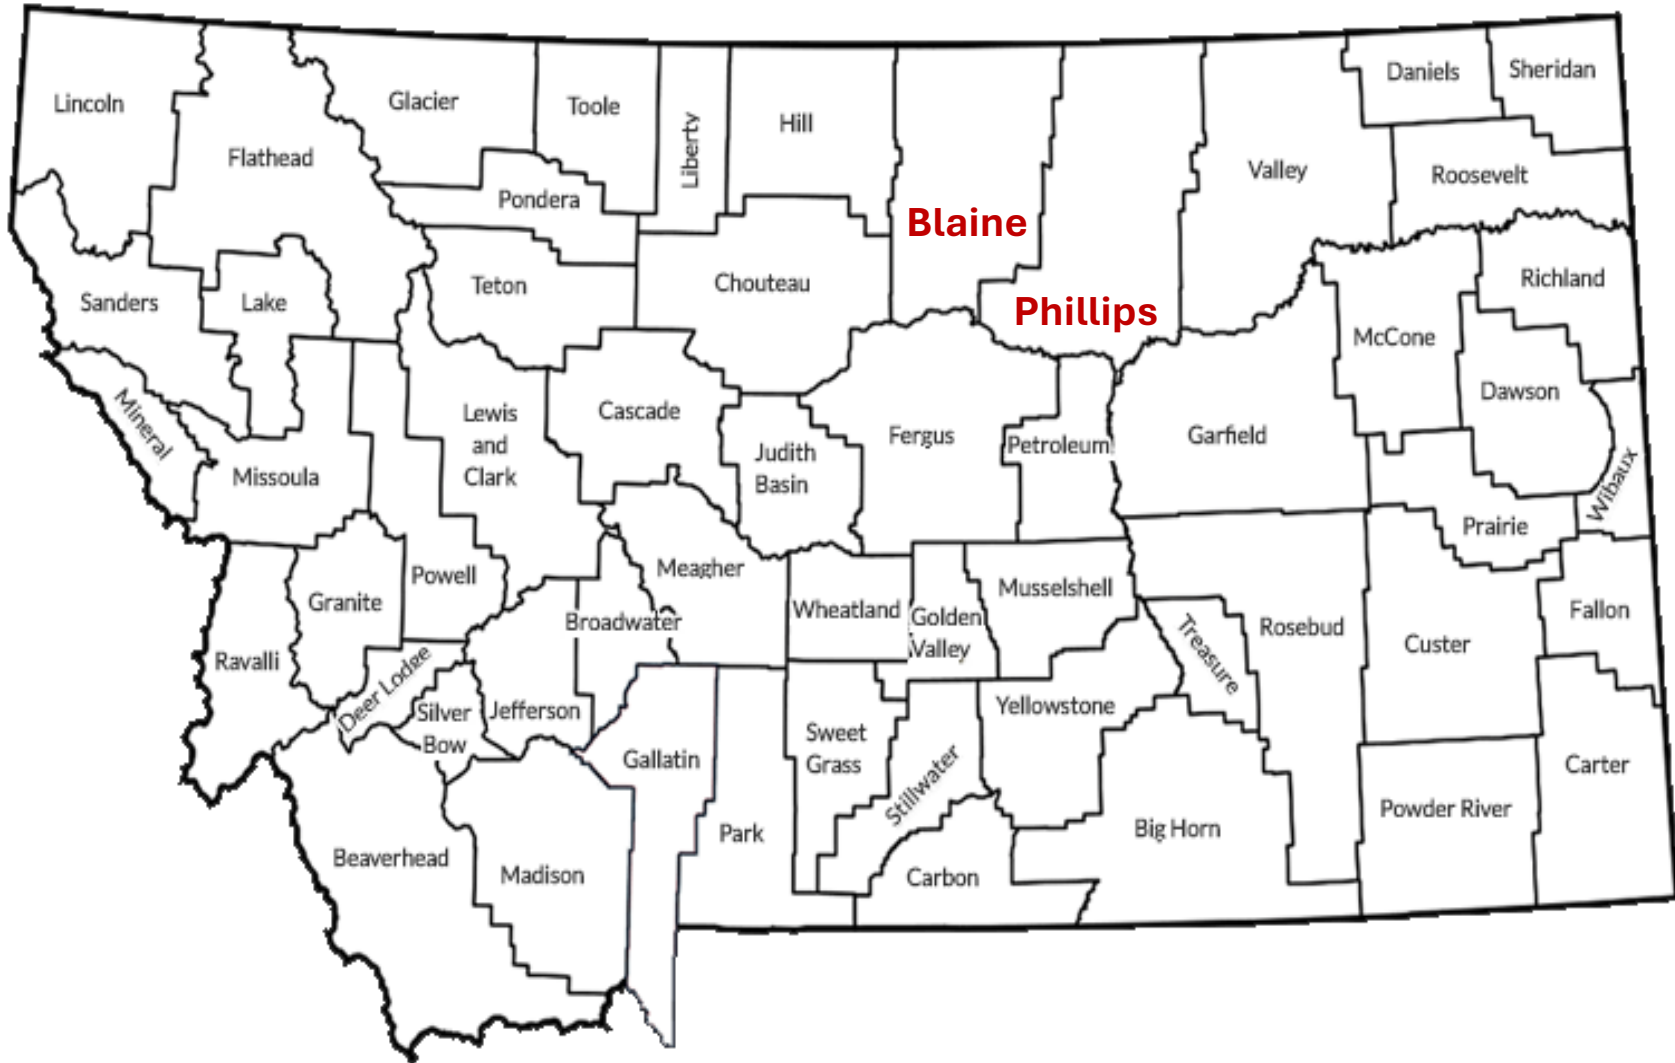 Lincoln
Flathead
Glacier
Toole
Liberty
Hill
Blaine
Phillips
Valley
Daniels
Sheridan
Roosevelt
Pondera
Teton
Chouteau
Sanders
Lake
Richland
McCone
Dawson
Mineral
Missoula
Lewis
and
Clark
Cascade
Judith
Basin
Fergus
Petroleum
Garfield
Wibaux
Prairie
Powell
Granite
Meagher
Broadwater
Wheatland
Golden
Valley
Musselshell
Treasure
Rosebud
Custer
Fallon
Ravalli
Deer Lodge
Silver
Bow
Jefferson
Gallatin
Sweet
Grass
Stillwater
Yellowstone
Carter
Powder River
Big Horn
Park
Carbon
Beaverhead
Madison